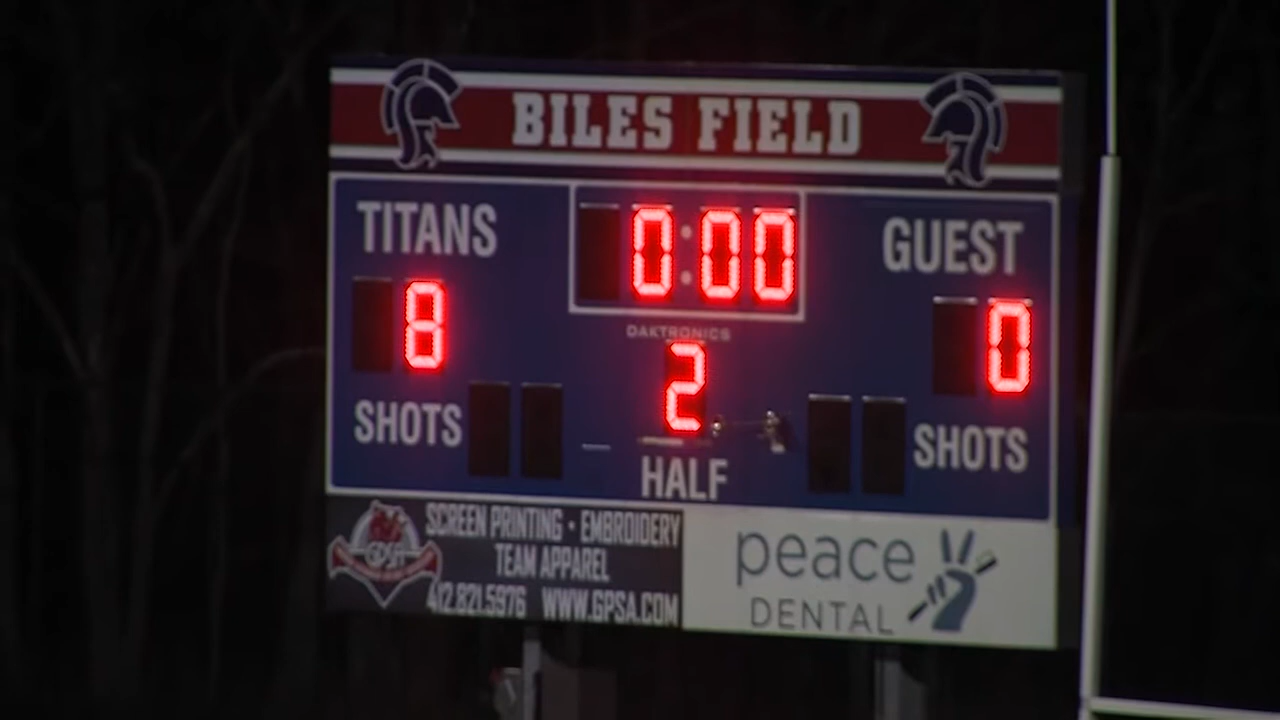 BILES FIELD
TITANS
0:00
GUEST
8
DAKTRONICS
0
2
SHOTS
SHOTS
HALF
GPSA
SCREEN PRINTING • EMBROIDERY
TEAM APPAREL
412.821.5976 WWW.GPSA.COM
peace
DENTAL